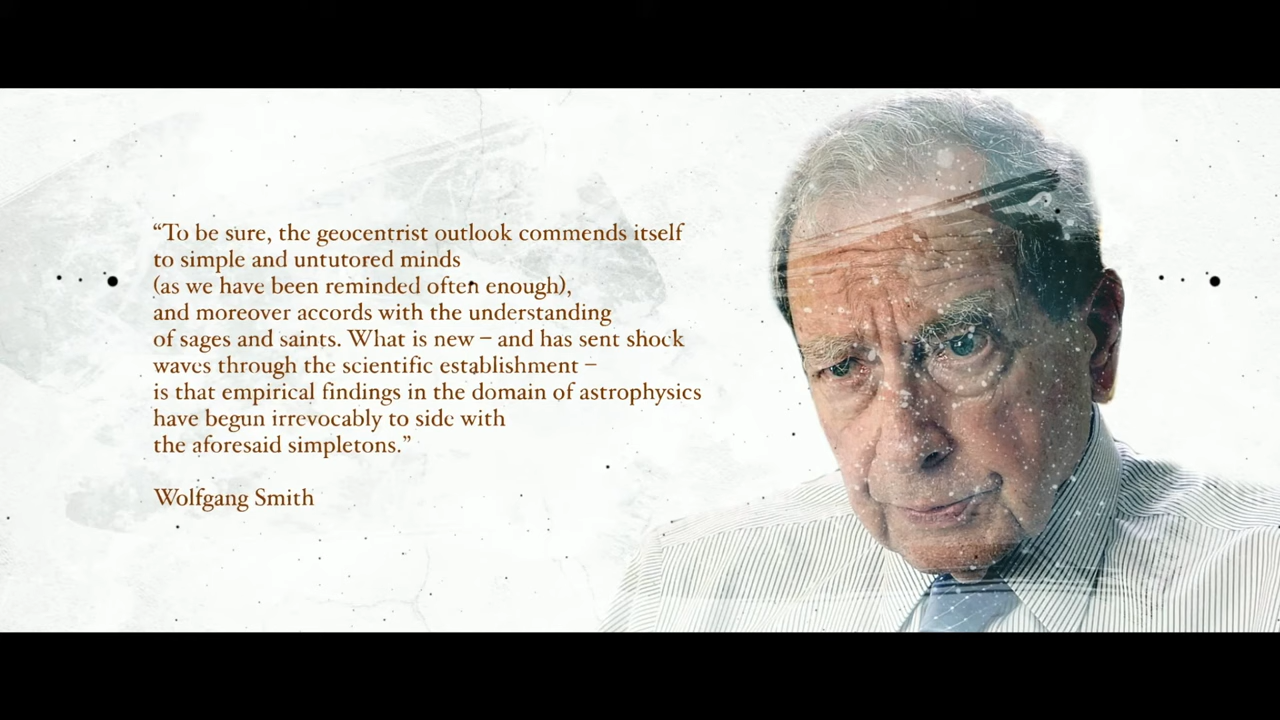 “To be sure, the geocentrist outlook commends itself
to simple and untutored minds
(as we have been reminded often enough),
and moreover accords with the understanding
of sages and saints. What is new – and has sent shock
waves through the scientific establishment –
is that empirical findings in the domain of astrophysics
have begun irrevocably to side with
the aforesaid simpletons.”
Wolfgang Smith